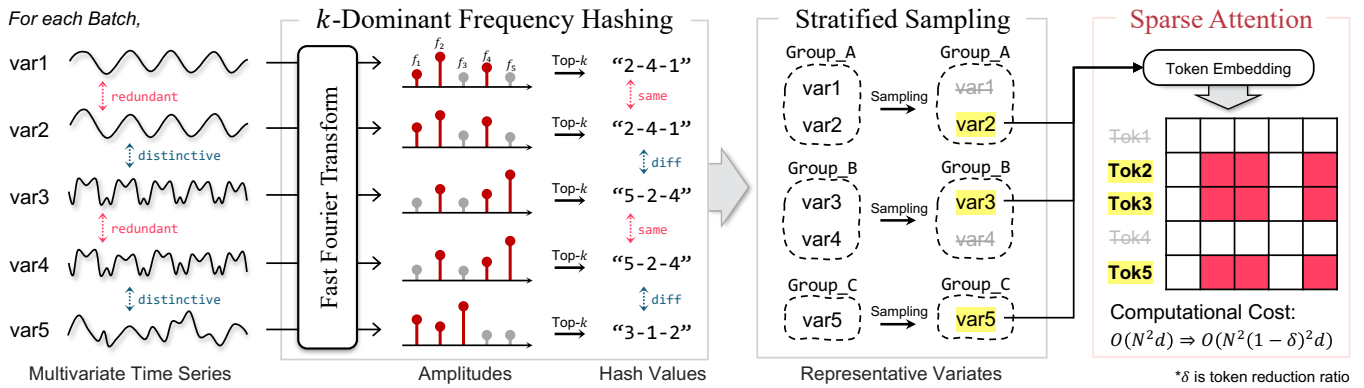 For each Batch,
k-Dominant Frequency Hashing
Stratified Sampling
Sparse Attention
var1
redundant
var2
distinctive
var3
redundant
var4
distinctive
var5
Multivariate Time Series
Fast Fourier Transform
f₁ f₂ f₃ f₄ f₅
Top-k
“2-4-1”
same
Top-k
“2-4-1”
diff
Top-k
“5-2-4”
same
Top-k
“5-2-4”
diff
Top-k
“3-1-2”
Amplitudes
Hash Values
Group_A
var1
var2
Sampling
Group_A
var1
var2
Group_B
var3
var4
Sampling
Group_B
var3
var4
Group_C
var5
Sampling
Group_C
var5
Representative Variates
Token Embedding
Tok1
Tok2
Tok3
Tok4
Tok5
Computational Cost:
O(N²d) ⇒ O(N²(1 − δ)²d)
*δ is token reduction ratio